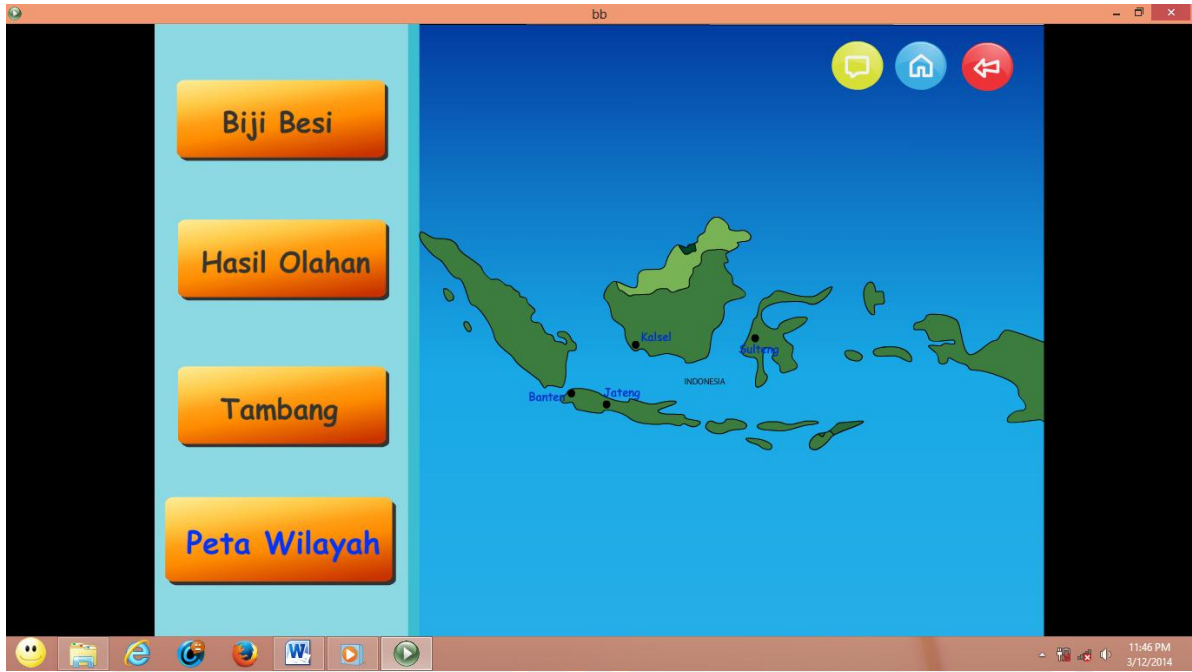 bb
Biji Besi
Hasil Olahan
Tambang
Peta Wilayah
Kalsel
Sulteng
INDONESIA
Banten
Jateng
11:46 PM
3/12/2014